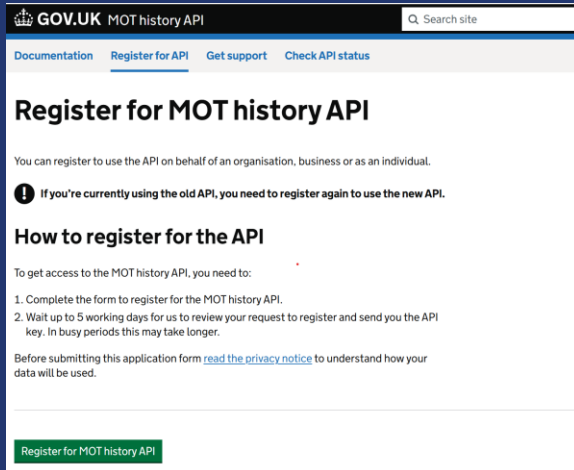 GOV.UK MOT history API
Search site
Documentation Register for API Get support Check API status
Register for MOT history API
You can register to use the API on behalf of an organisation, business or as an individual.
! If you're currently using the old API, you need to register again to use the new API.
How to register for the API
To get access to the MOT history API, you need to:
1. Complete the form to register for the MOT history API.
2. Wait up to 5 working days for us to review your request to register and send you the API
key. In busy periods this may take longer.
Before submitting this application form read the privacy notice to understand how your
data will be used.
Register for MOT history API